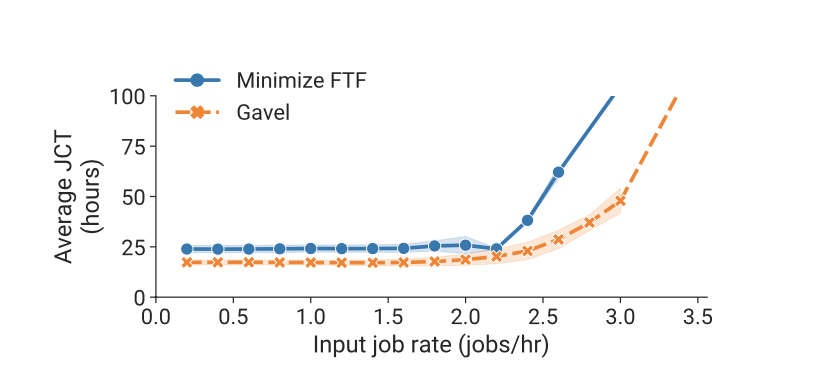 Minimize FTF
Gavel
Average JCT
(hours)
100
75
50
25
0
0.0 0.5 1.0 1.5 2.0 2.5 3.0 3.5
Input job rate (jobs/hr)